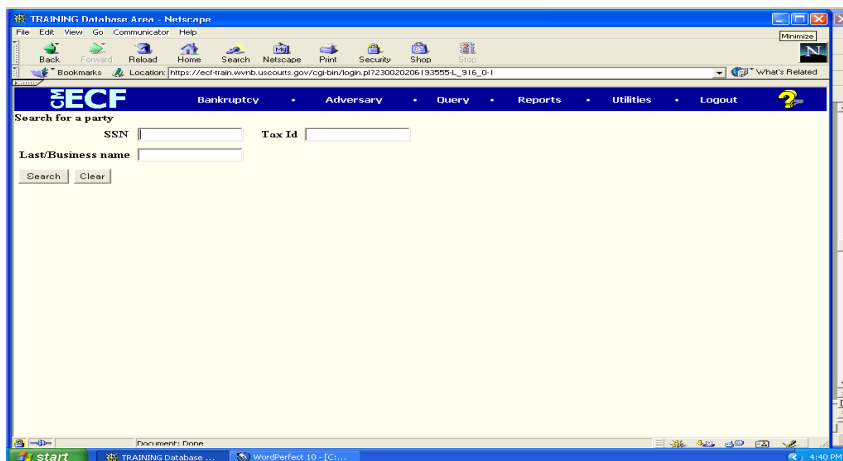 TRAINING Database Area - Netscape
File Edit View Go Communicator Help
Minimize
Back Forward Reload Home Search Netscape Print Security Shop Stop
N
Bookmarks Location: https://ecf-train.wvnb.uscourts.gov/cgi-bin/login.pl?230020206193555-L_916_0-1 What's Related
CM ECF Bankruptcy • Adversary • Query • Reports • Utilities • Logout ?
Search for a party
SSN Tax Id
Last/Business name
Search Clear
Document: Done
start TRAINING Database ... WordPerfect 10 - [C:... 4:40 PM